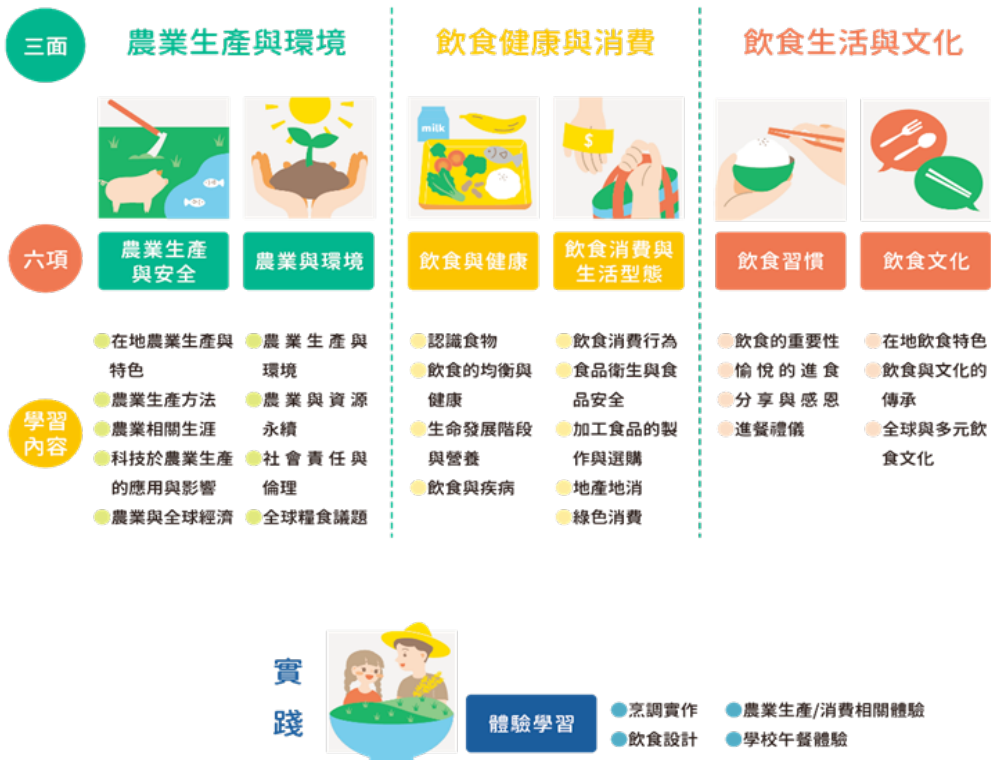 三面
農業生產與環境
飲食健康與消費
飲食生活與文化
milk
$
六項
農業生產
與安全
農業與環境
飲食與健康
飲食消費與
生活型態
飲食習慣
飲食文化
學習
內容
在地農業生產與
特色
農業生產方法
農業相關生涯
科技於農業生產
的應用與影響
農業與全球經濟
農業生產與
環境
農業與資源
永續
社會責任與
倫理
全球糧食議題
認識食物
飲食的均衡與
健康
生命發展階段
與營養
飲食與疾病
飲食消費行為
食品衛生與食
品安全
加工食品的製
作與選購
地產地消
綠色消費
飲食的重要性
愉悅的進食
分享與感恩
進餐禮儀
在地飲食特色
飲食與文化的
傳承
全球與多元飲
食文化
實
踐
體驗學習
烹調實作
飲食設計
農業生產/消費相關體驗
學校午餐體驗